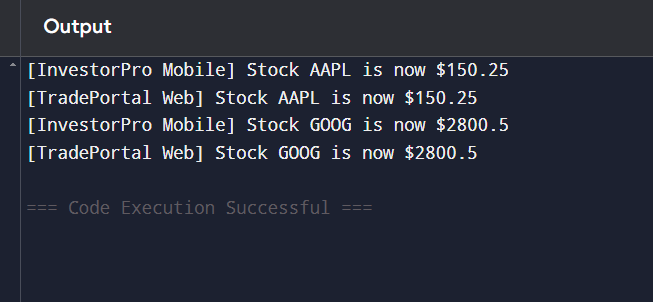 Output
[InvestorPro Mobile] Stock AAPL is now $150.25
[TradePortal Web] Stock AAPL is now $150.25
[InvestorPro Mobile] Stock GOOG is now $2800.5
[TradePortal Web] Stock GOOG is now $2800.5
=== Code Execution Successful ===